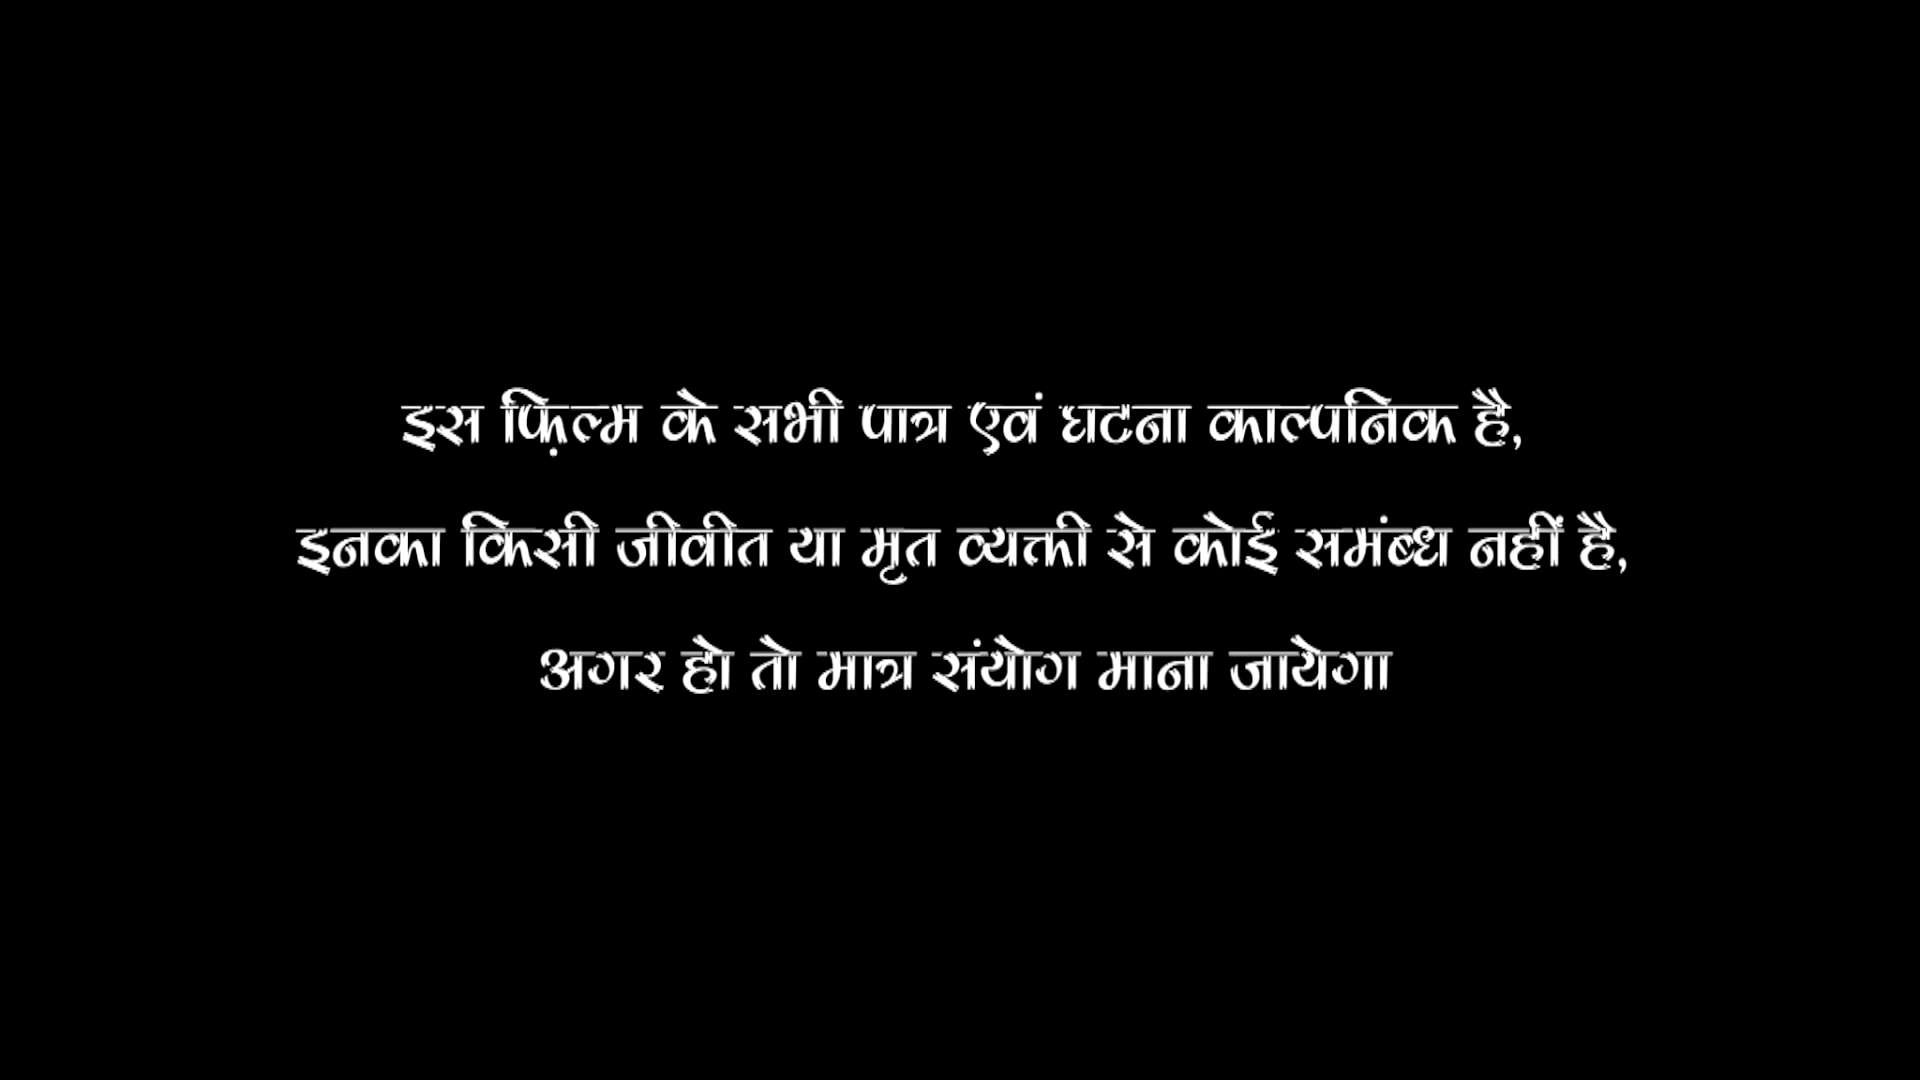 इस फ़िल्म के सभी पात्र एवं घटना काल्पनिक है,
इनका किसी जीवीत या मृत व्यक्ती से कोई समंब्ध नहीं है,
अगर हो तो मात्र संयोग माना जायेगा